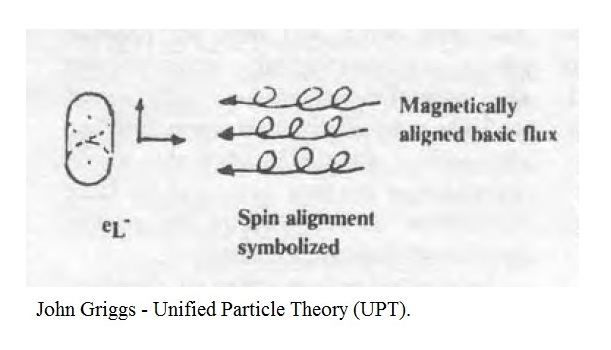 Magnetically
aligned basic flux
eL-
Spin alignment
symbolized
John Griggs - Unified Particle Theory (UPT).